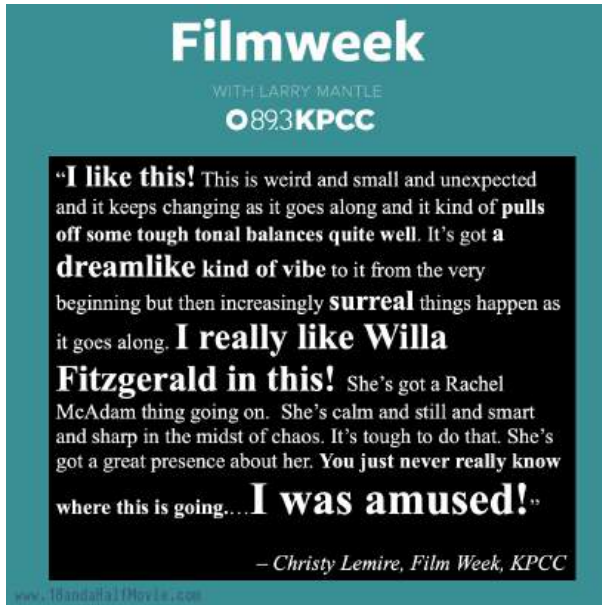 Filmweek
WITH LARRY MANTLE
89.3 KPCC
“I like this! This is weird and small and unexpected
and it keeps changing as it goes along and it kind of pulls
off some tough tonal balances quite well. It’s got a
dreamlike kind of vibe to it from the very
beginning but then increasingly surreal things happen as
it goes along. I really like Willa
Fitzgerald in this! She’s got a Rachel
McAdam thing going on.  She’s calm and still and smart
and sharp in the midst of chaos. It’s tough to do that. She’s
got a great presence about her. You just never really know
where this is going.…I was amused!”
– Christy Lemire, Film Week, KPCC
www.18andaHalfMovie.com